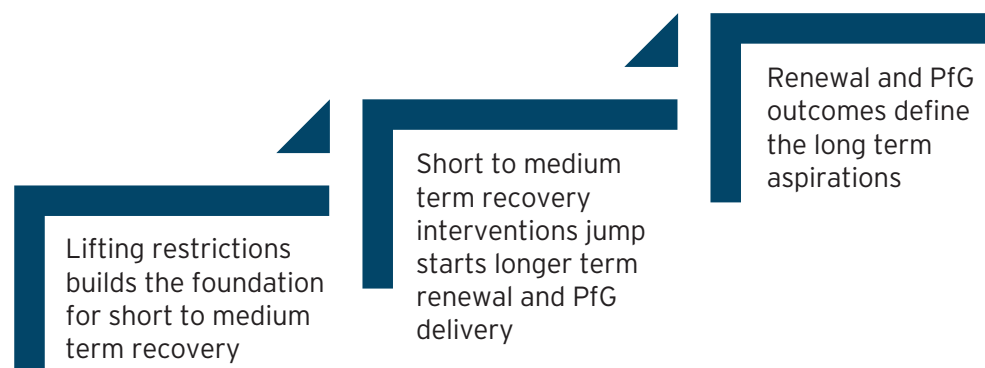 Lifting restrictions
builds the foundation
for short to medium
term recovery
Short to medium
term recovery
interventions jump
starts longer term
renewal and PfG
delivery
Renewal and PfG
outcomes define
the long term
aspirations